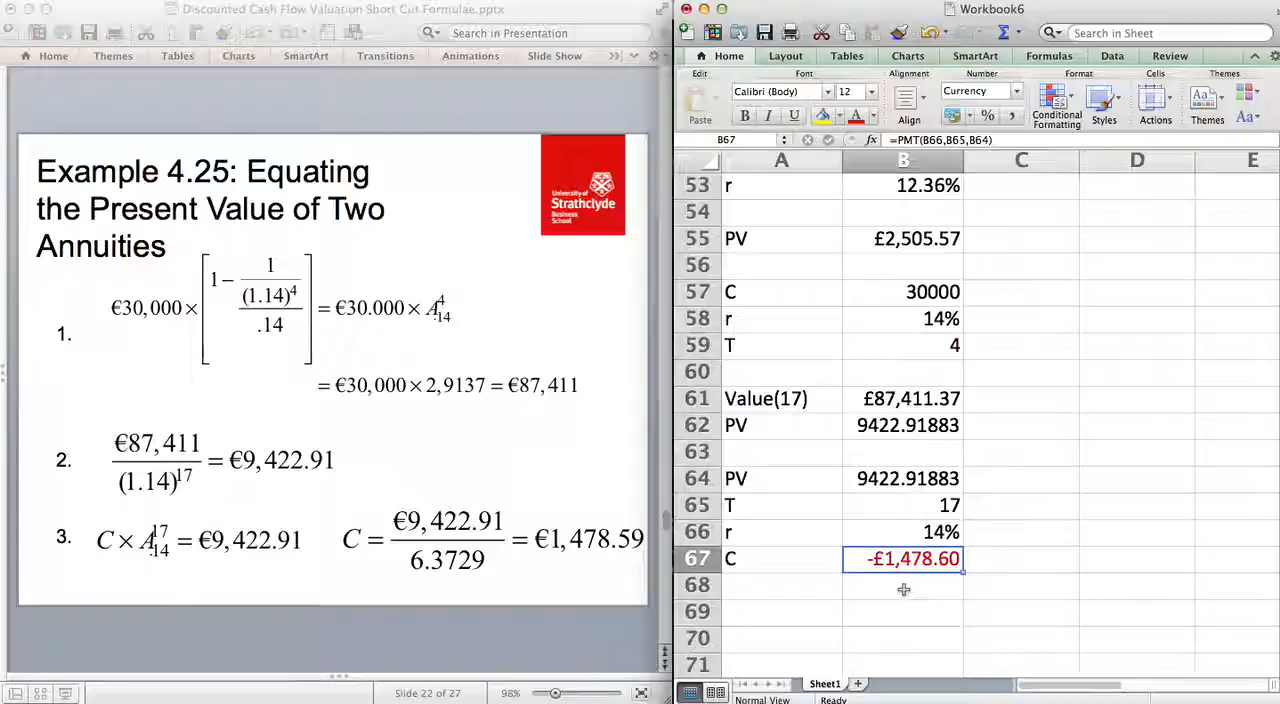 Discounted Cash Flow Valuation Short Cut Formulae.pptx
Search in Presentation
Home Themes Tables Charts SmartArt Transitions Animations Slide Show
Example 4.25: Equating
the Present Value of Two
Annuities
University of
Strathclyde
Business
School
1.
€30,000 × [1 − 1/(1.14)⁴ / .14] = €30.000 × A⁴.14
= €30,000 × 2,9137 = €87,411
2.
€87,411/(1.14)¹⁷ = €9,422.91
3.
C × A¹⁷.14 = €9,422.91
C = €9,422.91/6.3729 = €1,478.59
Slide 22 of 27
98%
Workbook6
Search in Sheet
Home Layout Tables Charts SmartArt Formulas Data Review
Edit Font Alignment Number Format Cells Themes
Paste Calibri (Body) 12 B I U A Align Currency % Conditional Formatting Styles Actions Themes
B67 fx =PMT(B66,B65,B64)
A B C D E
53 r 12.36%
54
55 PV £2,505.57
56
57 C 30000
58 r 14%
59 T 4
60
61 Value(17) £87,411.37
62 PV 9422.91883
63
64 PV 9422.91883
65 T 17
66 r 14%
67 C -£1,478.60
68
69
70
71
Sheet1
Normal View Ready